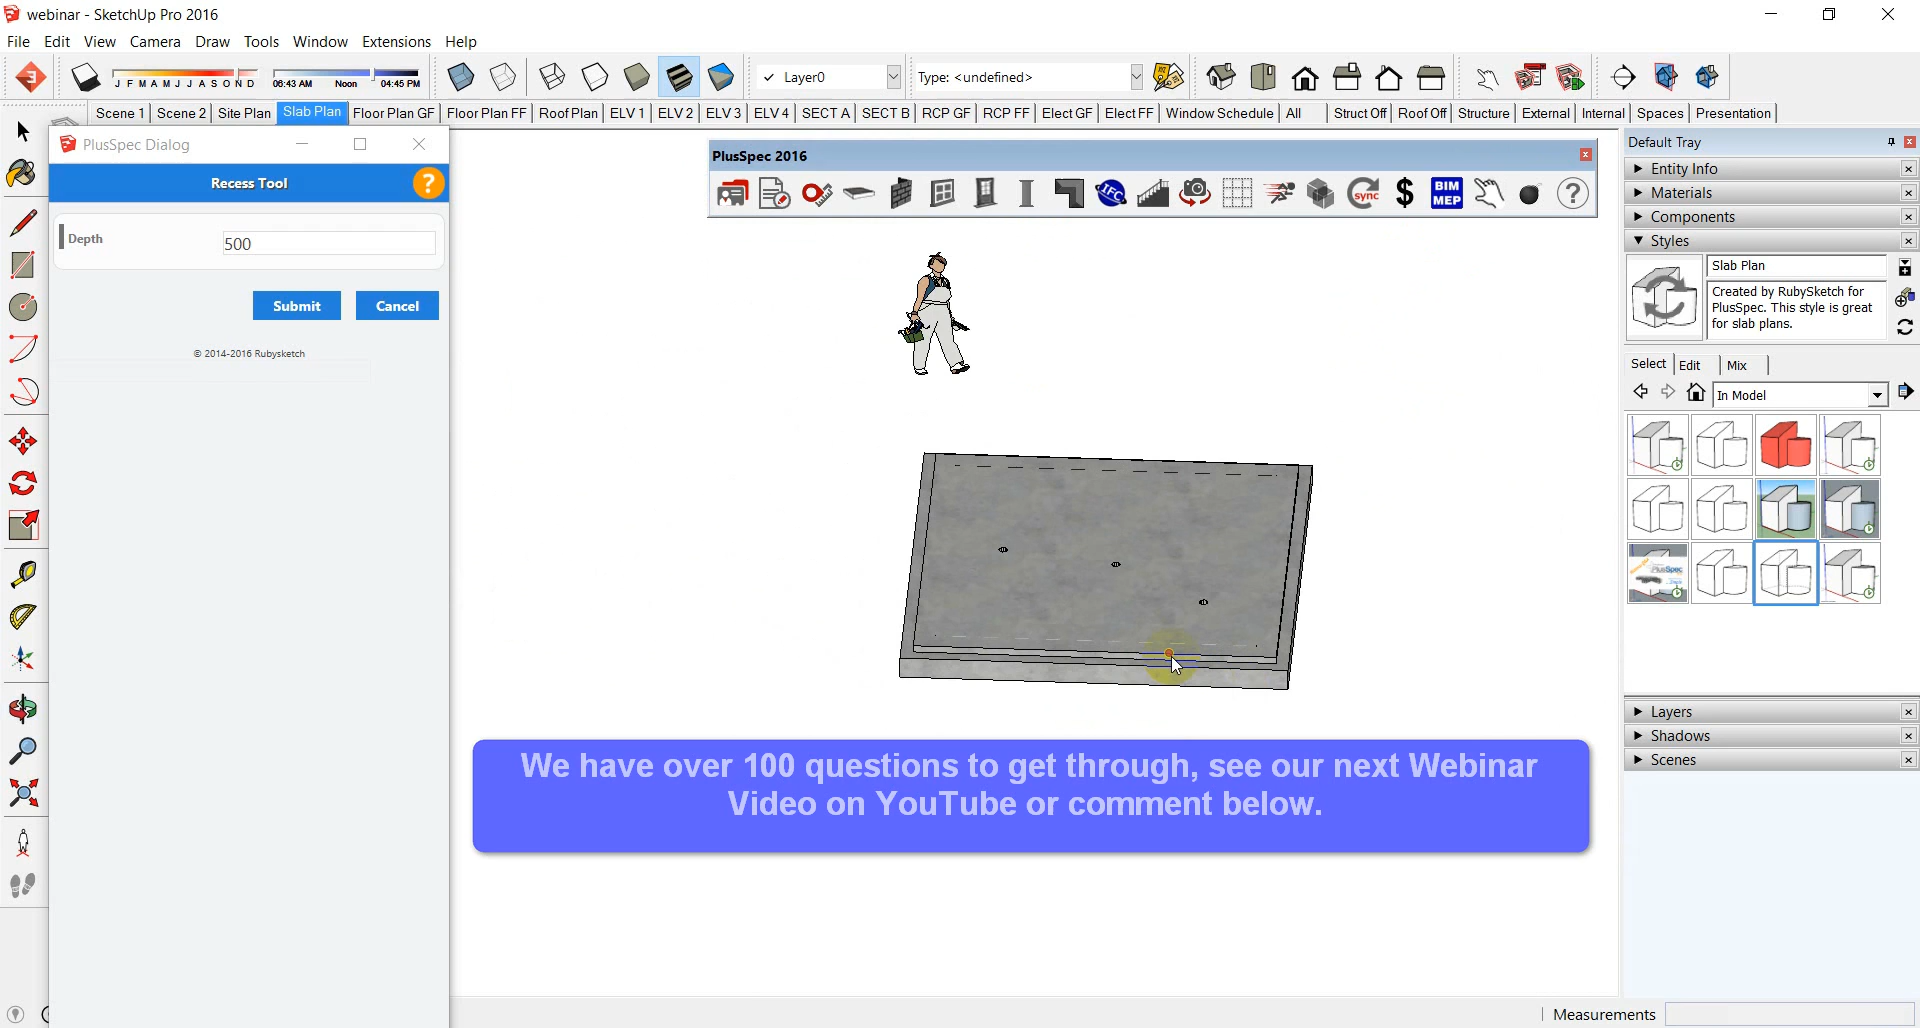 webinar - SketchUp Pro 2016
File Edit View Camera Draw Tools Window Extensions Help
J F M A M J J A S O N D
06:43 AM Noon 04:45 PM
Layer0
Type: <undefined>
Scene 1 Scene 2 Site Plan Slab Plan Floor Plan GF Floor Plan FF Roof Plan ELV 1 ELV 2 ELV 3 ELV 4 SECT A SECT B RCP GF RCP FF Elect GF Elect FF Window Schedule All Struct Off Roof Off Structure External Internal Spaces Presentation
PlusSpec Dialog
Recess Tool
?
Depth
500
Submit Cancel
© 2014-2016 Rubysketch
PlusSpec 2016
IFC
sync
$
BIM
MEP
?
Default Tray
Entity Info
Materials
Components
Styles
Slab Plan
Created by RubySketch for
PlusSpec. This style is great
for slab plans.
Select Edit Mix
In Model
PlusSpec
Layers
Shadows
Scenes
We have over 100 questions to get through, see our next Webinar
Video on YouTube or comment below.
Measurements